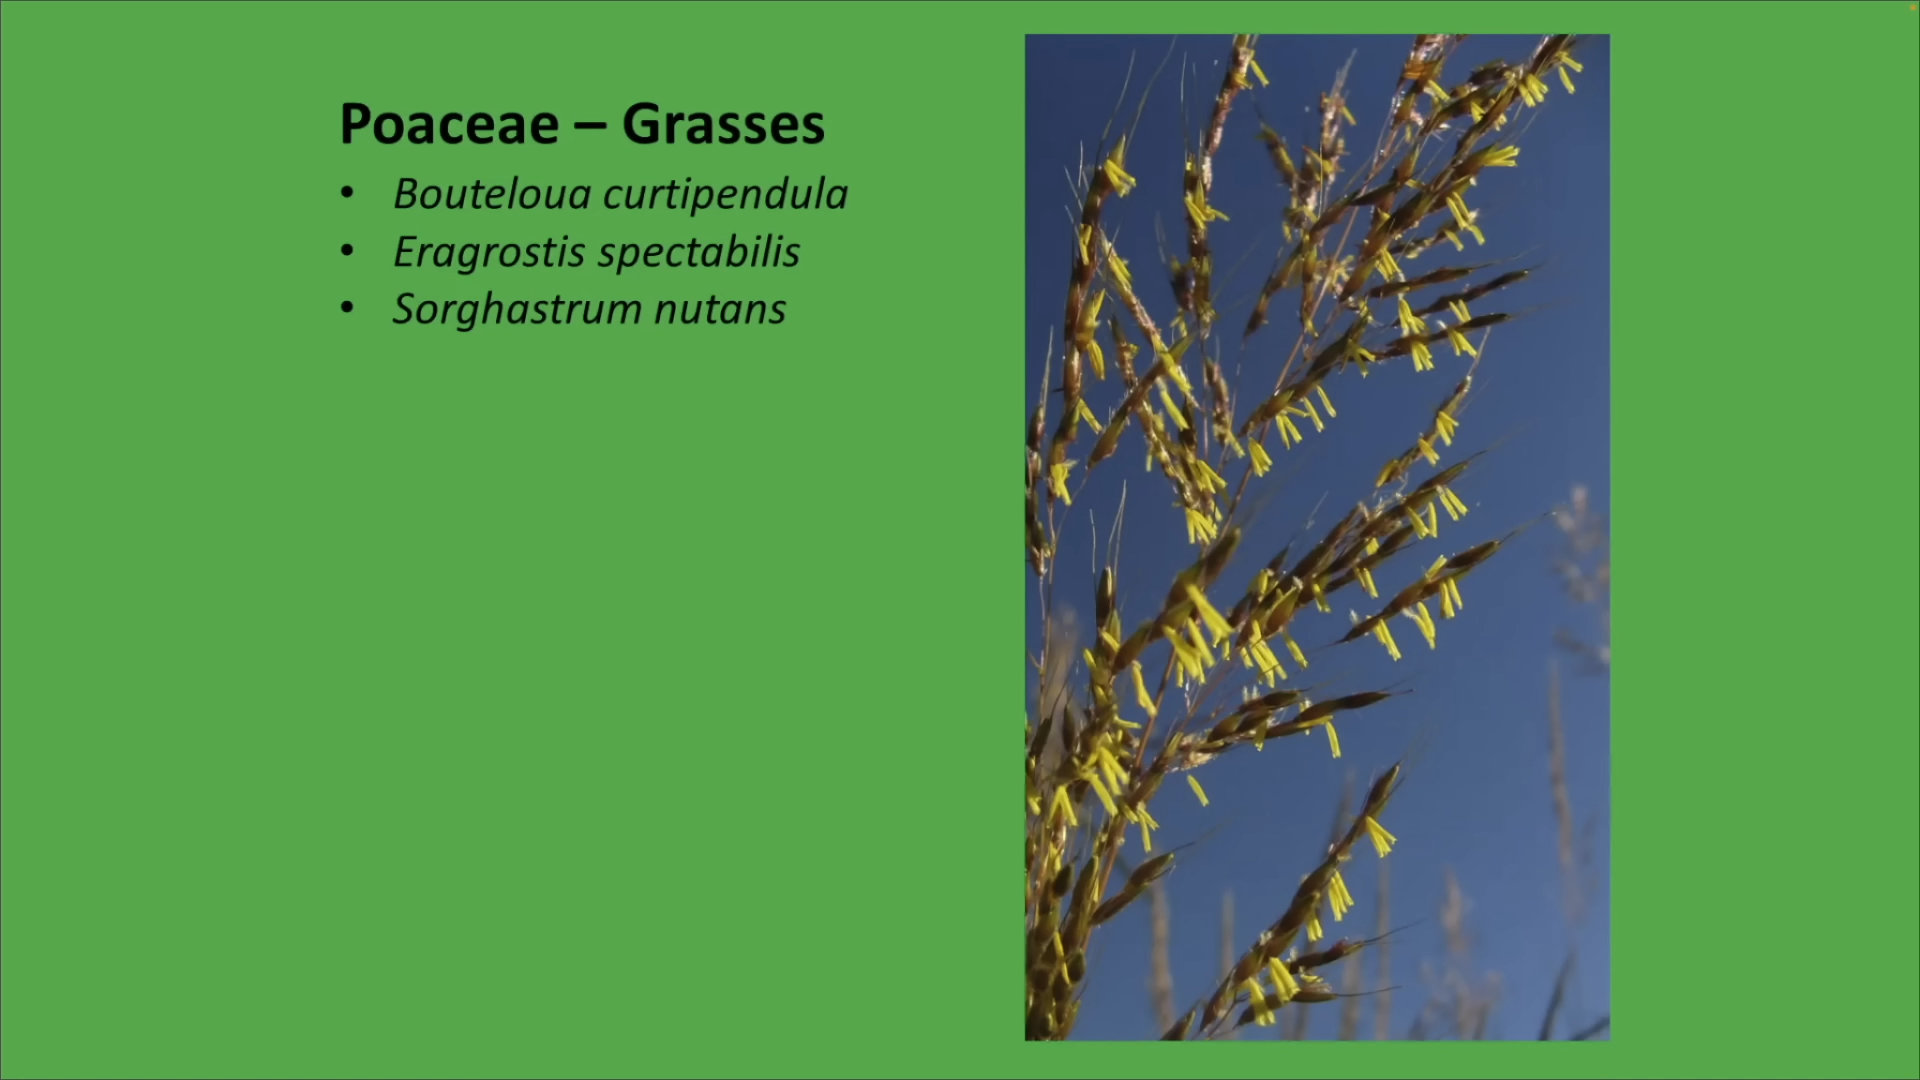 Poaceae – Grasses
• Bouteloua curtipendula
• Eragrostis spectabilis
• Sorghastrum nutans